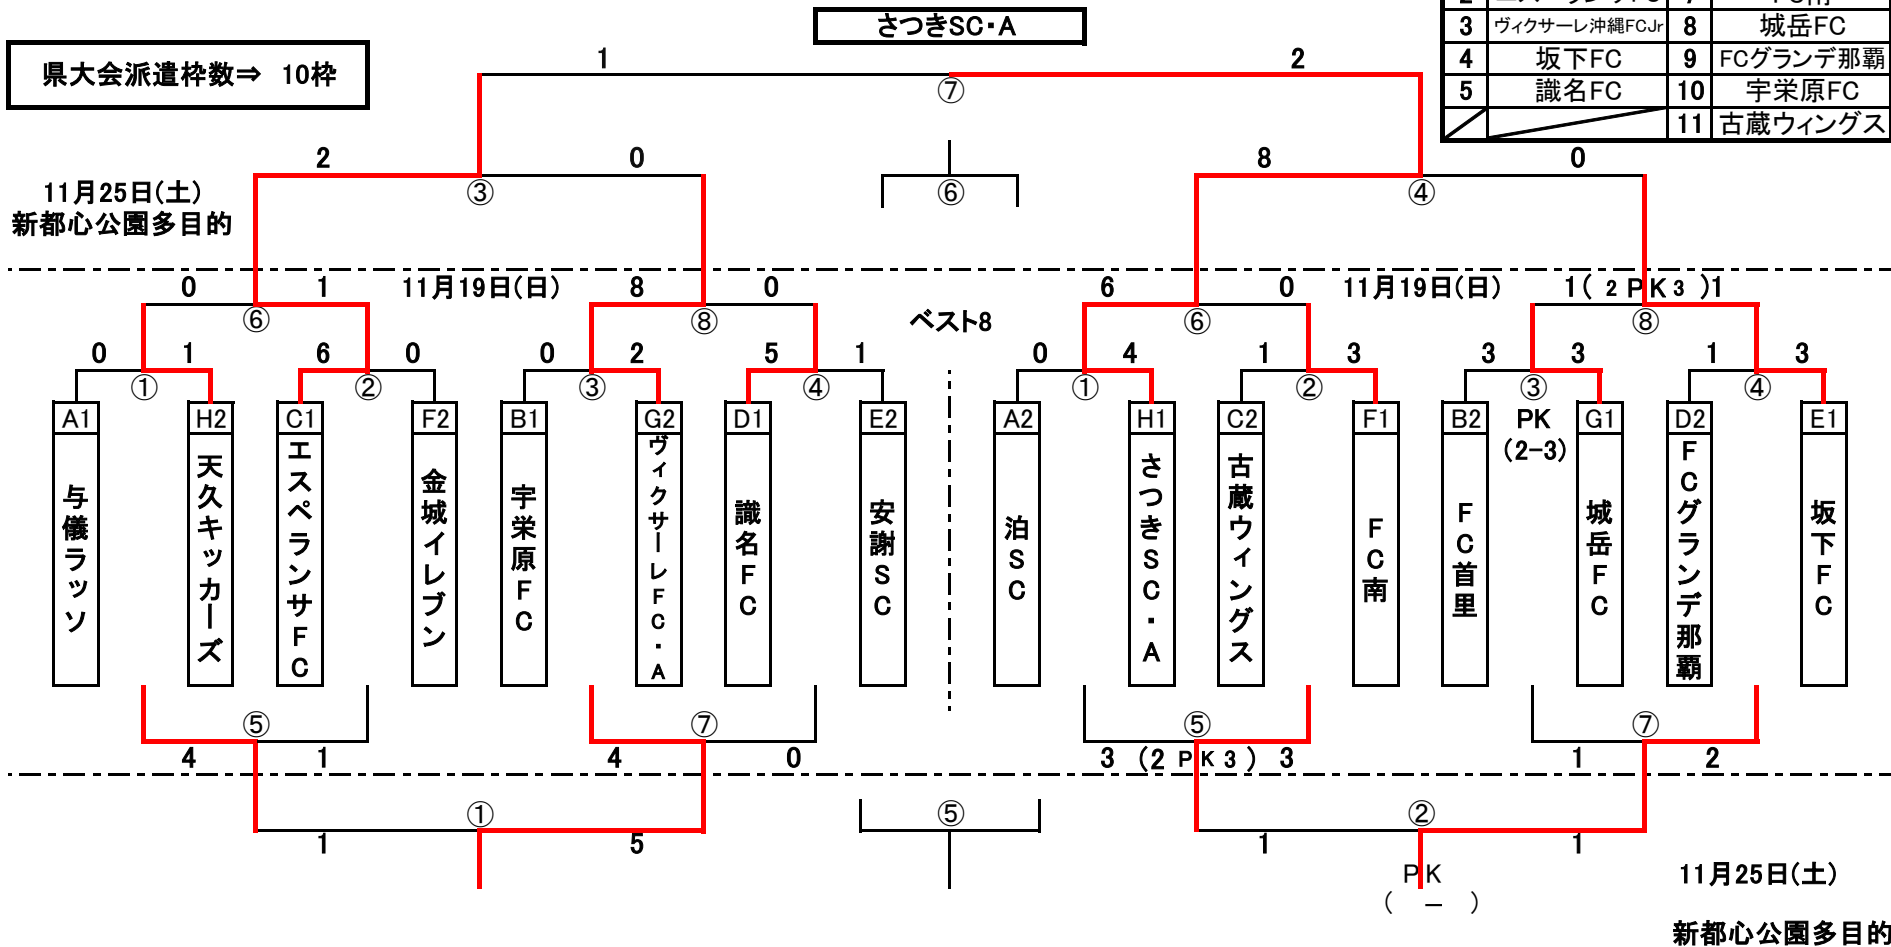 さつきSC・A
県大会派遣枠数⇒ 10枠
3 ヴィクサーレ沖縄FCJr 8 城岳FC
4 坂下FC 9 FCグランデ那覇
5 識名FC 10 宇栄原FC
11 古蔵ウィングス
1 2
⑦
2 0 8 0
③ ⑥ ④
11月25日(土)
新都心公園多目的
0 1 11月19日(日) 8 0 6 0 11月19日(日) 1( 2 PK 3 )1
⑥ ⑧ ベスト8 ⑥ ⑧
0 1 6 0 0 2 5 1 0 4 1 3 3 3 1 3
① ② ③ ④ ① ② ③ ④
A1 H2 C1 F2 B1 G2 D1 E2 A2 H1 C2 F1 B2 PK G1 D2 E1
(2-3)
与儀ラッソ
天久キッカーズ
エスペランサFC
金城イレブン
宇栄原FC
ヴィクサーレFC・A
識名FC
安謝SC
泊SC
さつきSC・A
古蔵ウィングス
FC南
FC首里
城岳FC
FCグランデ那覇
坂下FC
⑤ ⑦ ⑤ ⑦
4 1 4 0 3 (2 PK 3 ) 3 1 2
① ⑤ ②
1 5 1 1
PK
( − )
11月25日(土)
新都心公園多目的